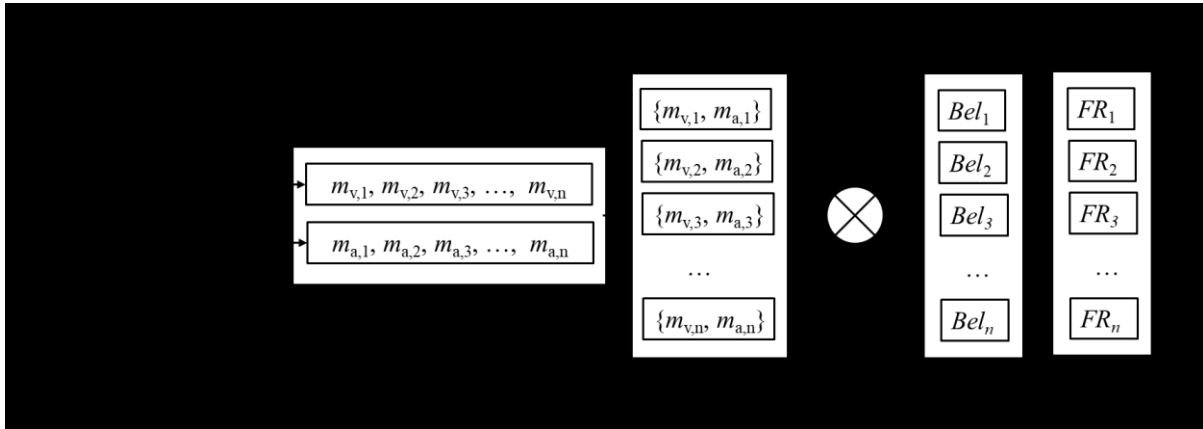 m_v,1, m_v,2, m_v,3, …, m_v,n
m_a,1, m_a,2, m_a,3, …, m_a,n
{m_v,1, m_a,1}
{m_v,2, m_a,2}
{m_v,3, m_a,3}
…
{m_v,n, m_a,n}
Bel_1
Bel_2
Bel_3
…
Bel_n
FR_1
FR_2
FR_3
…
FR_n